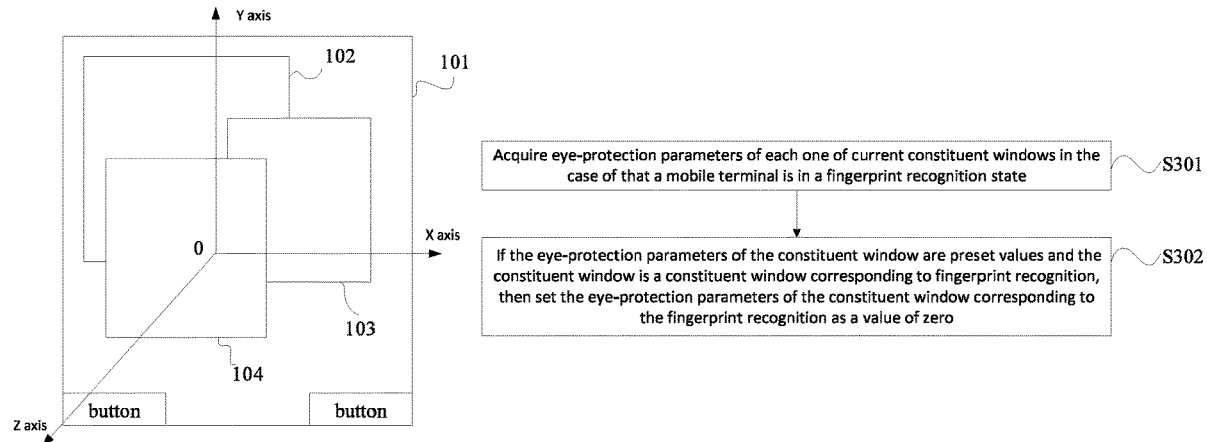 Y axis
102
101
0
X axis
103
104
button
button
Z axis
Acquire eye-protection parameters of each one of current constituent windows in the
case of that a mobile terminal is in a fingerprint recognition state
S301
If the eye-protection parameters of the constituent window are preset values and the
constituent window is a constituent window corresponding to fingerprint recognition,
then set the eye-protection parameters of the constituent window corresponding to
the fingerprint recognition as a value of zero
S302